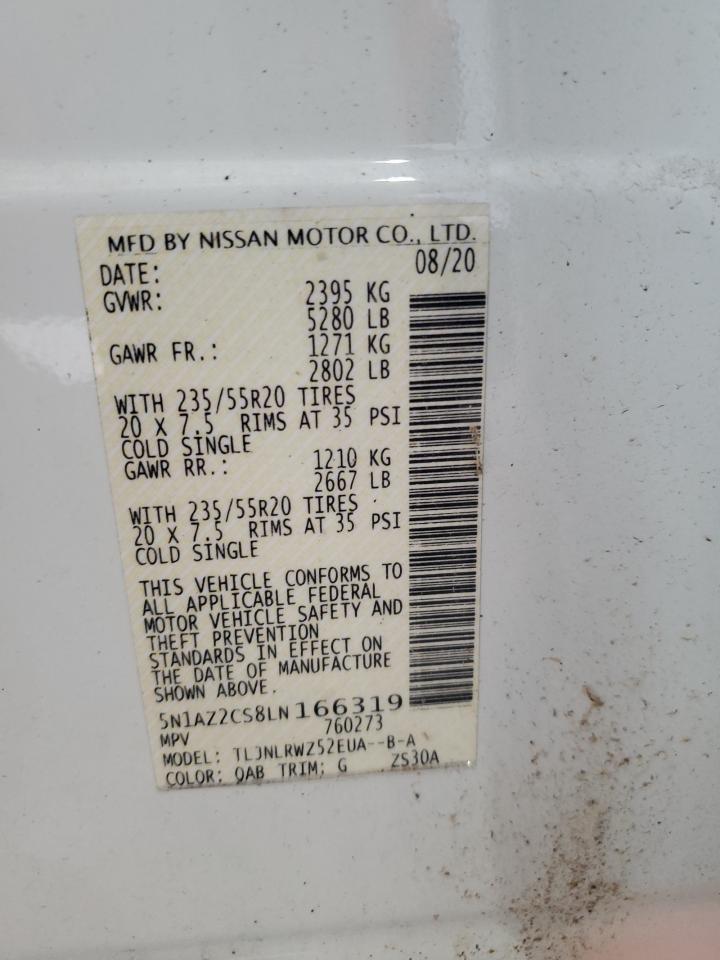 MFD BY NISSAN MOTOR CO., LTD.
DATE: 08/20
GVWR: 2395 KG
5280 LB
GAWR FR.: 1271 KG
2802 LB
WITH 235/55R20 TIRES
20 X 7.5 RIMS AT 35 PSI
COLD SINGLE
GAWR RR.: 1210 KG
2667 LB
WITH 235/55R20 TIRES
20 X 7.5 RIMS AT 35 PSI
COLD SINGLE
THIS VEHICLE CONFORMS TO
ALL APPLICABLE FEDERAL
MOTOR VEHICLE SAFETY AND
THEFT PREVENTION
STANDARDS IN EFFECT ON
THE DATE OF MANUFACTURE
SHOWN ABOVE.
5N1AZ2CS8LN166319
MPV 760273
MODEL: TLJNLRWZ52EUA--B-A
COLOR: QAB TRIM: G ZS30A